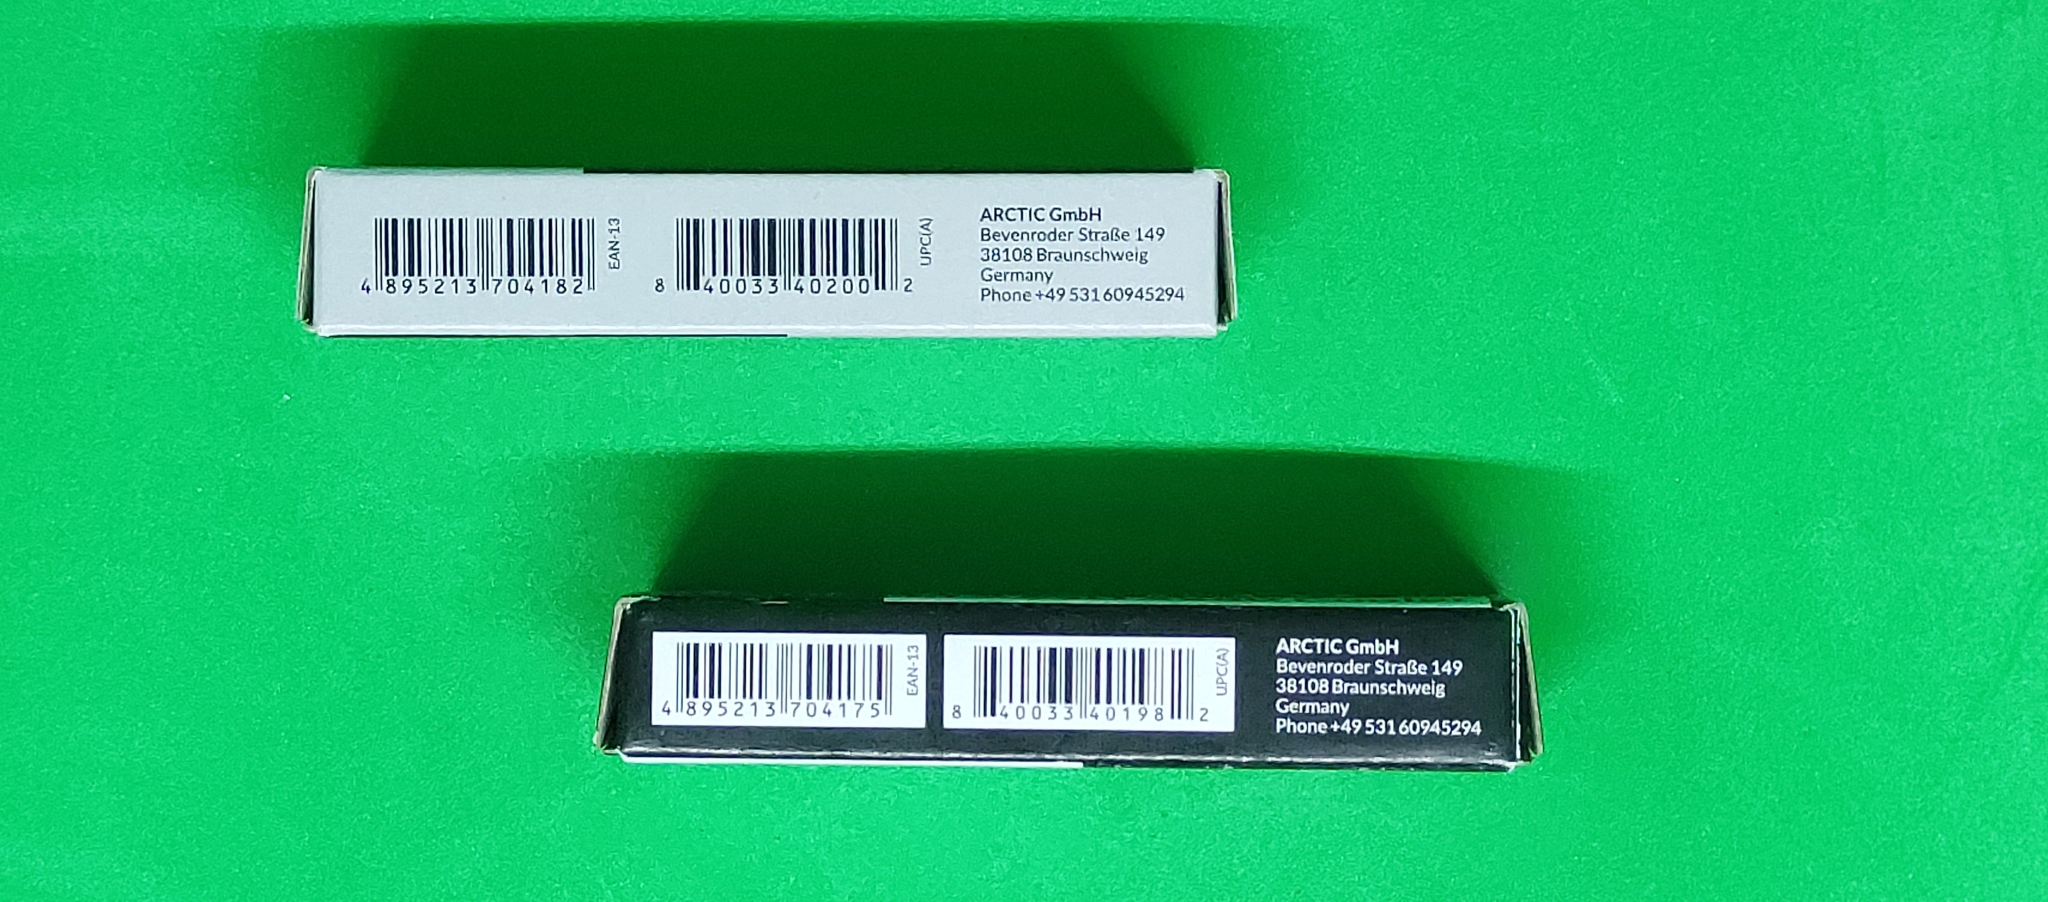 4 895213 704182
EAN-13
8 40033 40200 2
UPC(A)
ARCTIC GmbH
Bevenroder Straße 149
38108 Braunschweig
Germany
Phone +49 531 60945294
4 895213 704175
EAN-13
8 40033 40198 2
UPC(A)
ARCTIC GmbH
Bevenroder Straße 149
38108 Braunschweig
Germany
Phone +49 531 60945294